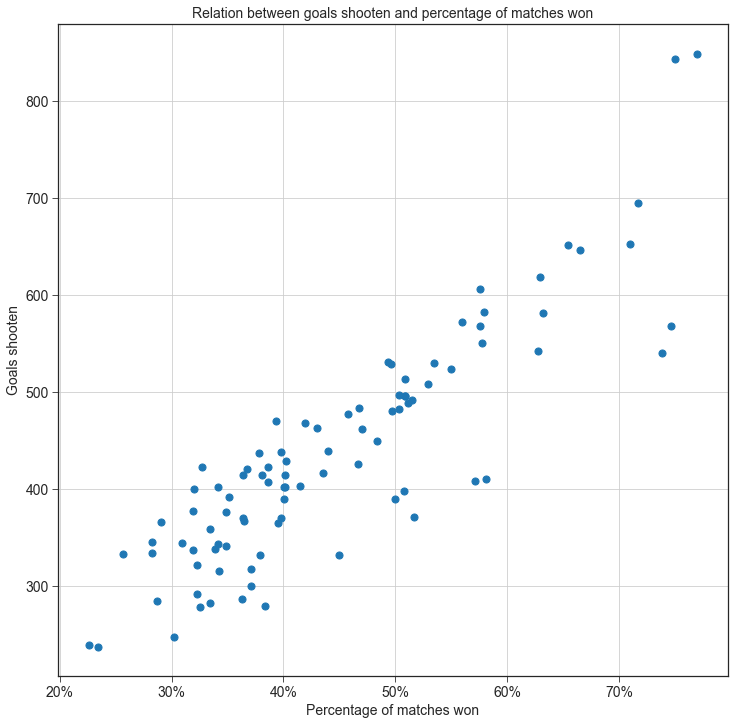 Relation between goals shooten and percentage of matches won
800
700
600
500
400
300
Goals shooten
20% 30% 40% 50% 60% 70%
Percentage of matches won